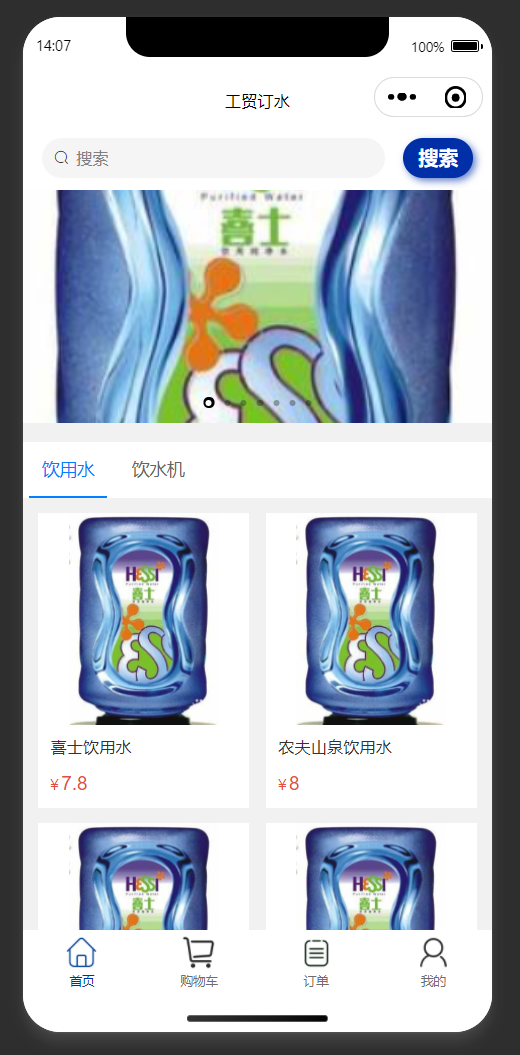 14:07
100%
工贸订水
搜索
搜索
Purified Water
喜士
饮用水
饮水机
HESSI
喜士
HESSI
喜士
喜士饮用水
农夫山泉饮用水
¥7.8
¥8
HESSI
喜士
HESSI
喜士
首页
购物车
订单
我的